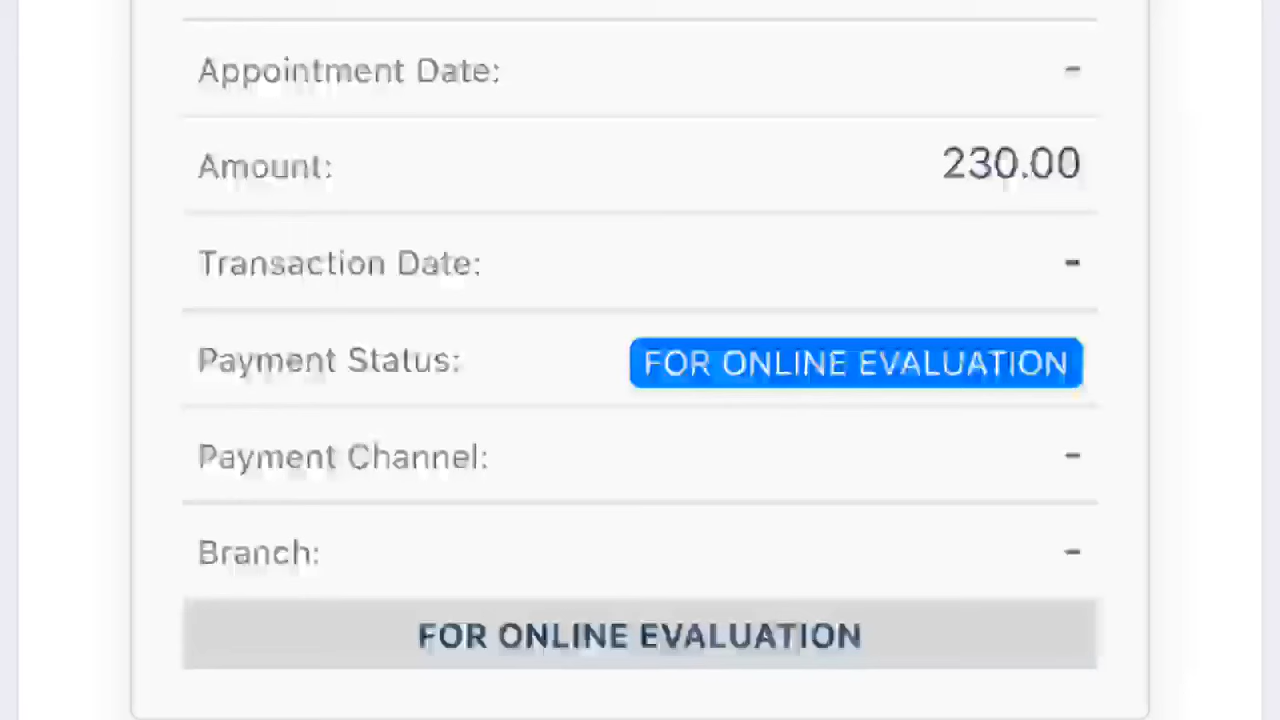 Appointment Date: -
Amount: 230.00
Transaction Date: -
Payment Status: FOR ONLINE EVALUATION
Payment Channel: -
Branch: -
FOR ONLINE EVALUATION